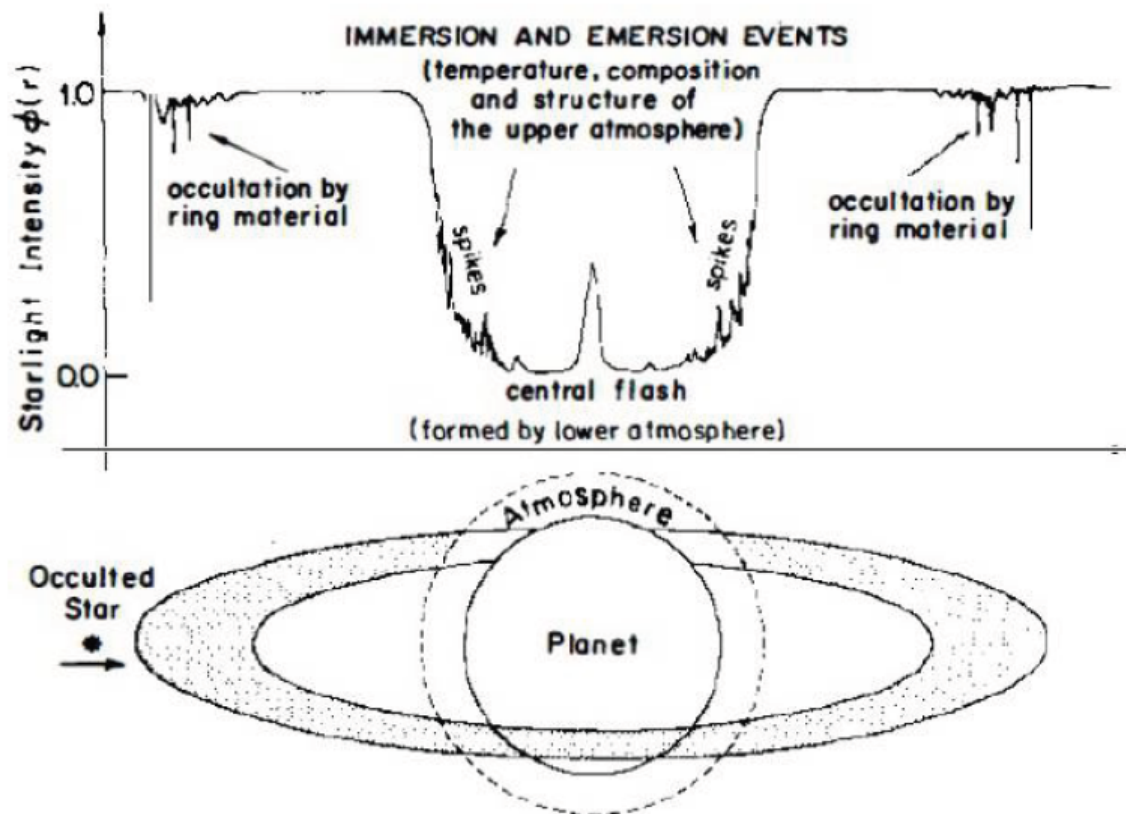 IMMERSION AND EMERSION EVENTS
(temperature, composition
and structure of
the upper atmosphere)
Starlight Intensity ϕ(r)
1.0
0.0
occultation by
ring material
spikes
spikes
occultation by
ring material
central flash
(formed by lower atmosphere)
Atmosphere
Occulted
Star
Planet